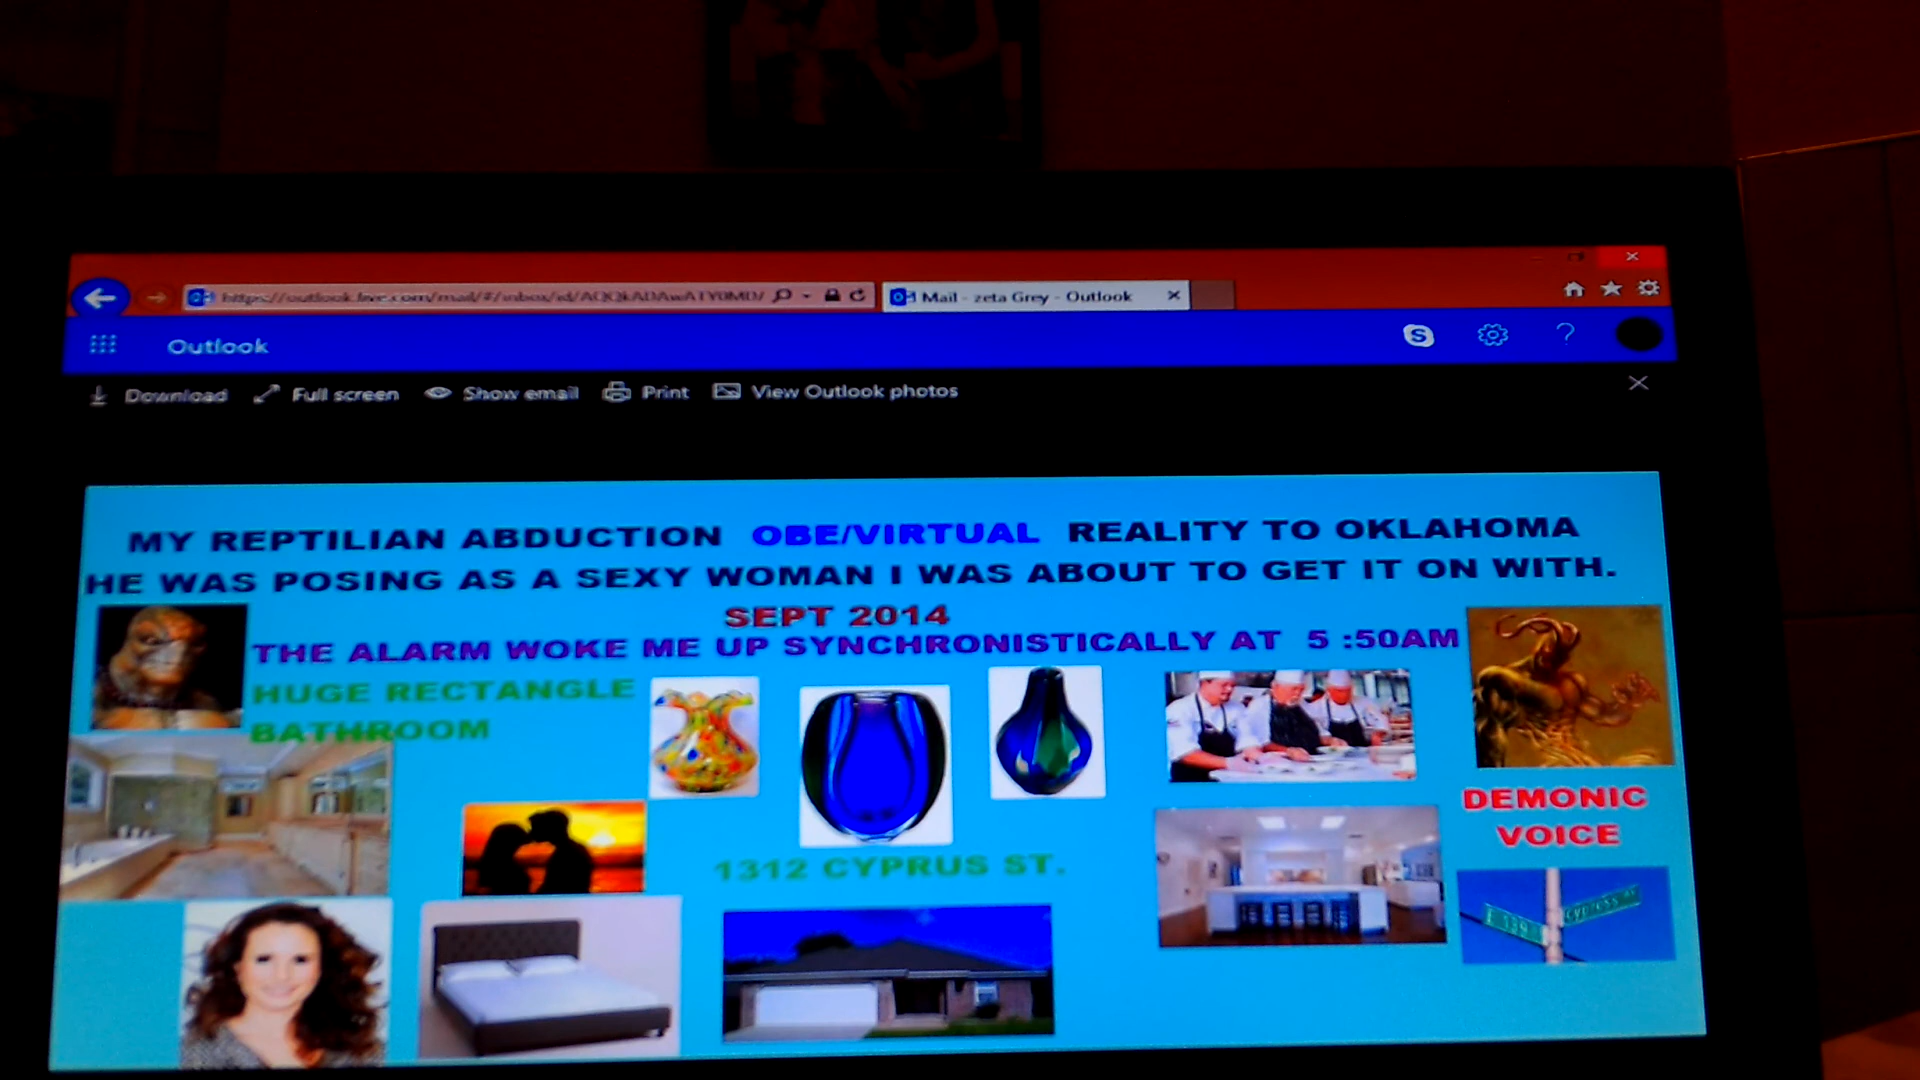 Mail - zeta Grey - Outlook
Outlook
Download Full screen Show email Print View Outlook photos
MY REPTILIAN ABDUCTION OBE/VIRTUAL REALITY TO OKLAHOMA
HE WAS POSING AS A SEXY WOMAN I WAS ABOUT TO GET IT ON WITH.
SEPT 2014
THE ALARM WOKE ME UP SYNCHRONISTICALLY AT 5 :50AM
HUGE RECTANGLE
BATHROOM
DEMONIC
VOICE
1312 CYPRUS ST.